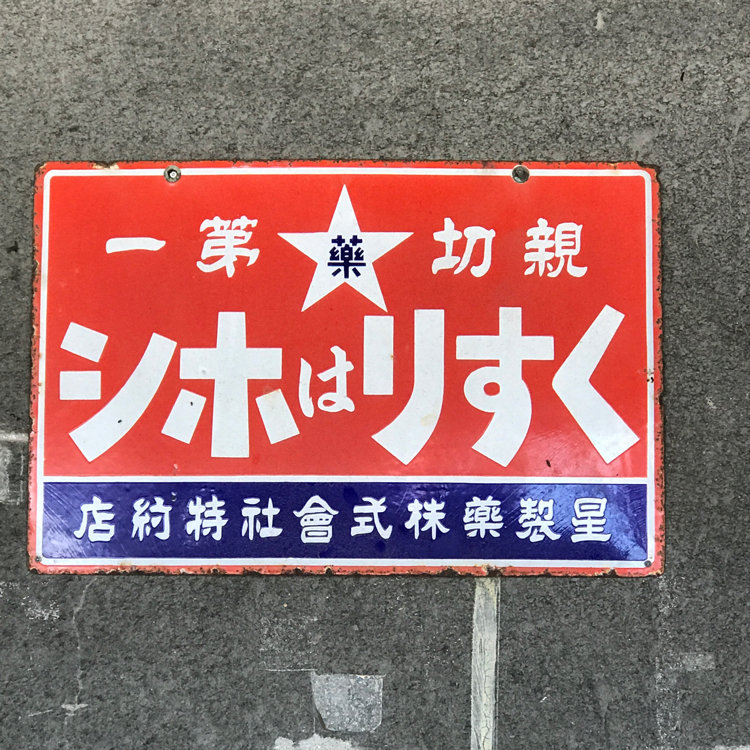 親切 藥 第一
くすりはホシ
星製藥株式會社特約店